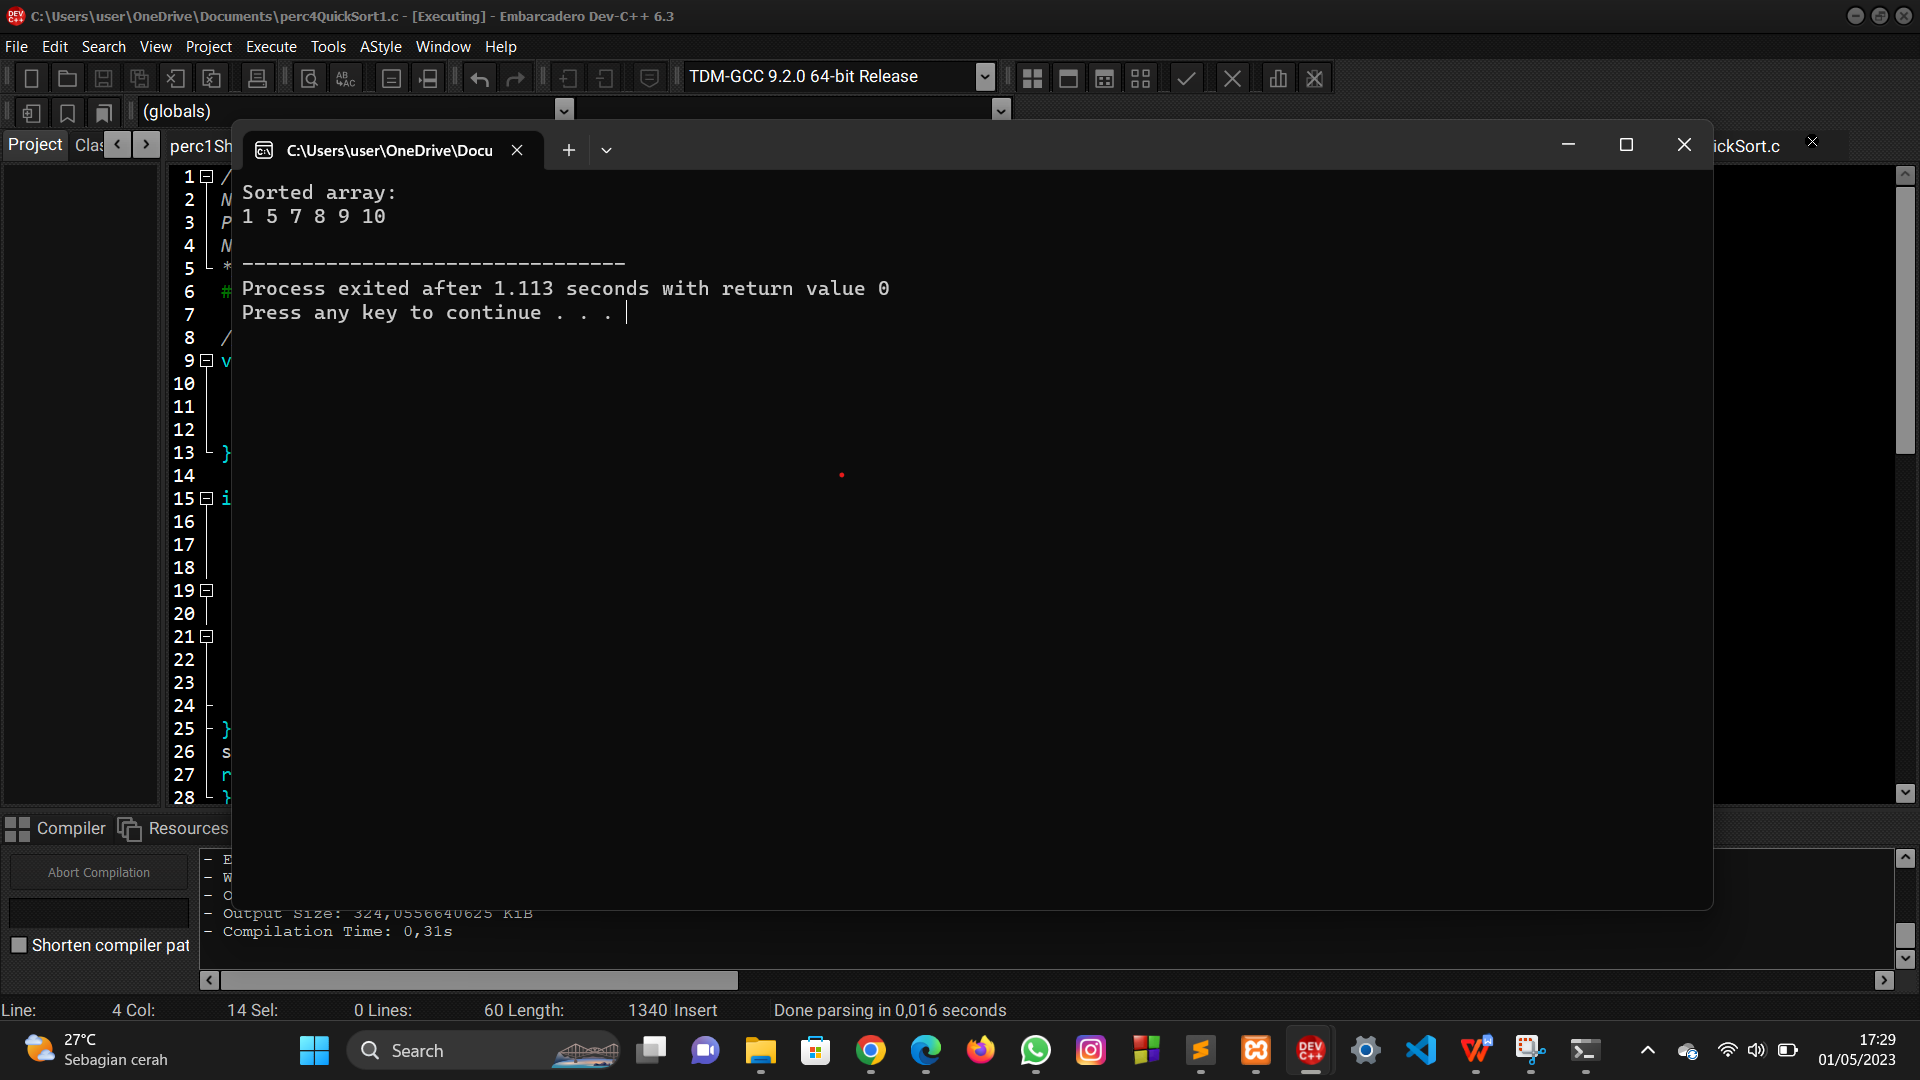 C:\Users\user\OneDrive\Documents\perc4QuickSort1.c - [Executing] - Embarcadero Dev-C++ 6.3
File Edit Search View Project Execute Tools AStyle Window Help
TDM-GCC 9.2.0 64-bit Release
(globals)
Project Clas perc1Sh ickSort.c
C:\Users\user\OneDrive\Docu
1 /
2 N
3 P
4 N
5 *
6 #
7
8 /
9 v
10
11
12
13 }
14
15 i
16
17
18
19
20
21
22
23
24
25 }
26 s
27 r
28 }
Sorted array:
1 5 7 8 9 10
--------------------------------
Process exited after 1.113 seconds with return value 0
Press any key to continue . . .
Compiler Resources
Abort Compilation
Shorten compiler pat
- E
- W
- O
- Output Size: 324,0556640625 KiB
- Compilation Time: 0,31s
Line: 4 Col: 14 Sel: 0 Lines: 60 Length: 1340 Insert Done parsing in 0,016 seconds
27°C
Sebagian cerah
Search
17:29
01/05/2023